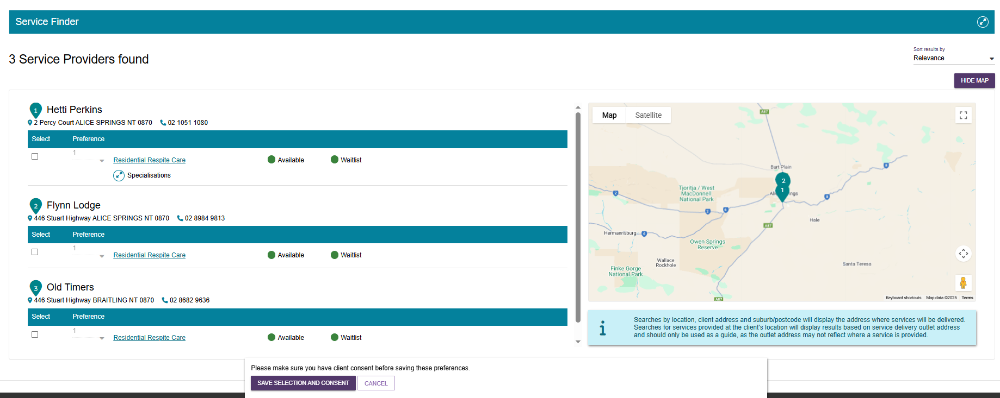 Service Finder
3 Service Providers found
Sort results by
Relevance
HIDE MAP
1 Hetti Perkins
2 Percy Court ALICE SPRINGS NT 0870 02 1051 1080
Select Preference
1
Residential Respite Care Available Waitlist
Specialisations
2 Flynn Lodge
446 Stuart Highway ALICE SPRINGS NT 0870 02 8984 9813
Select Preference
1
Residential Respite Care Available Waitlist
3 Old Timers
446 Stuart Highway BRAITLING NT 0870 02 8682 9636
Select Preference
1
Residential Respite Care Available Waitlist
Map Satellite
A87
8
Burt Plain
2
1
Tjoritja / West
MacDonnell
National Park
2
8
2
6
Hale
A87
Hermannsburg
6
Owen Springs
Reserve
Wallace
Rockhole
Santa Teresa
Finke Gorge
National Park
A87
Keyboard shortcuts Map data ©2025 Terms
Searches by location, client address and suburb/postcode will display the address where services will be delivered.
Searches for services provided at the client's location will display results based on service delivery outlet address
and should only be used as a guide, as the outlet address may not reflect where a service is provided.
Please make sure you have client consent before saving these preferences.
SAVE SELECTION AND CONSENT CANCEL